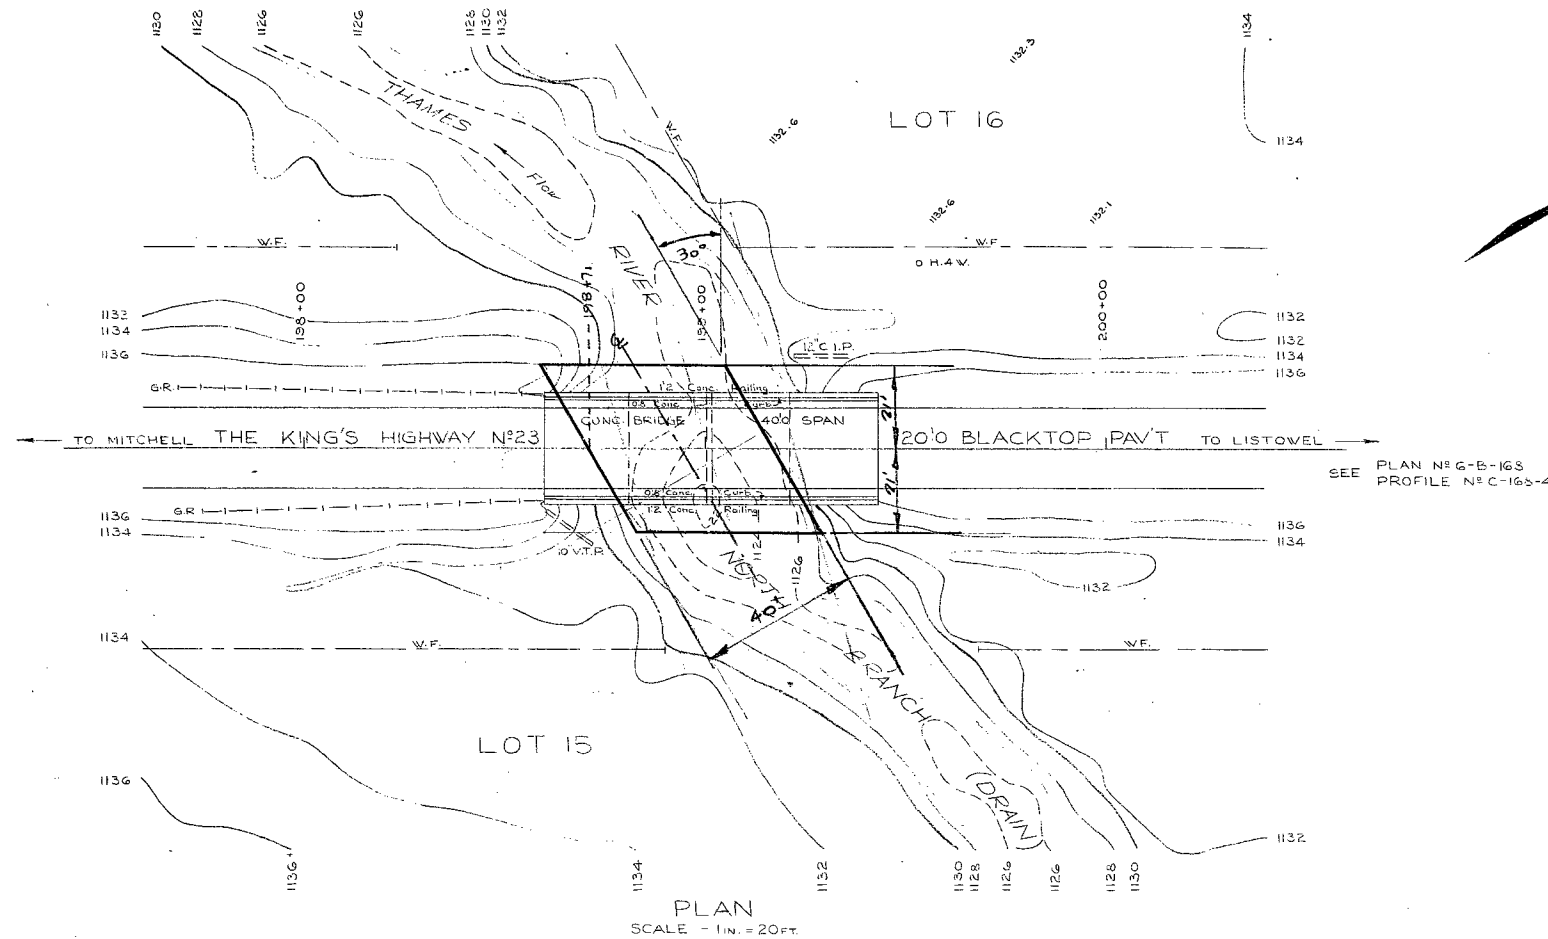 1130
1128
1126
1126
1128
1130
1132
1134
1132.3
THAMES
W.F.
1132.6
LOT 16
1134
Flow
1132.6
1132.1
W.F.
RIVER
30°
W.F.
O H.4 W.
198+71
198+00
200+00
1132
1134
1136
12" C.I.P.
1132
1132
1134
1136
G.R.
1'2 Conc. Railing
0.8 Conc. Curb
21'
TO MITCHELL THE KING'S HIGHWAY Nº 23
CONC. BRIDGE 40'0 SPAN
20'0 BLACKTOP PAV'T TO LISTOWEL
SEE PLAN Nº G-B-168
PROFILE Nº C-168-4
0.8 Conc. Curb
21'
G.R.
1'2 Conc. Railing
1136
1134
10" V.T.P.
NORTH
1124
1126
1136
1134
1132
40±
1134
W.F.
W.F.
BRANCH
LOT 15
1136
(DRAIN)
1132
1136
1134
1132
1130
1128
1126
1126
1128
1130
PLAN
SCALE - 1 IN. = 20 FT.